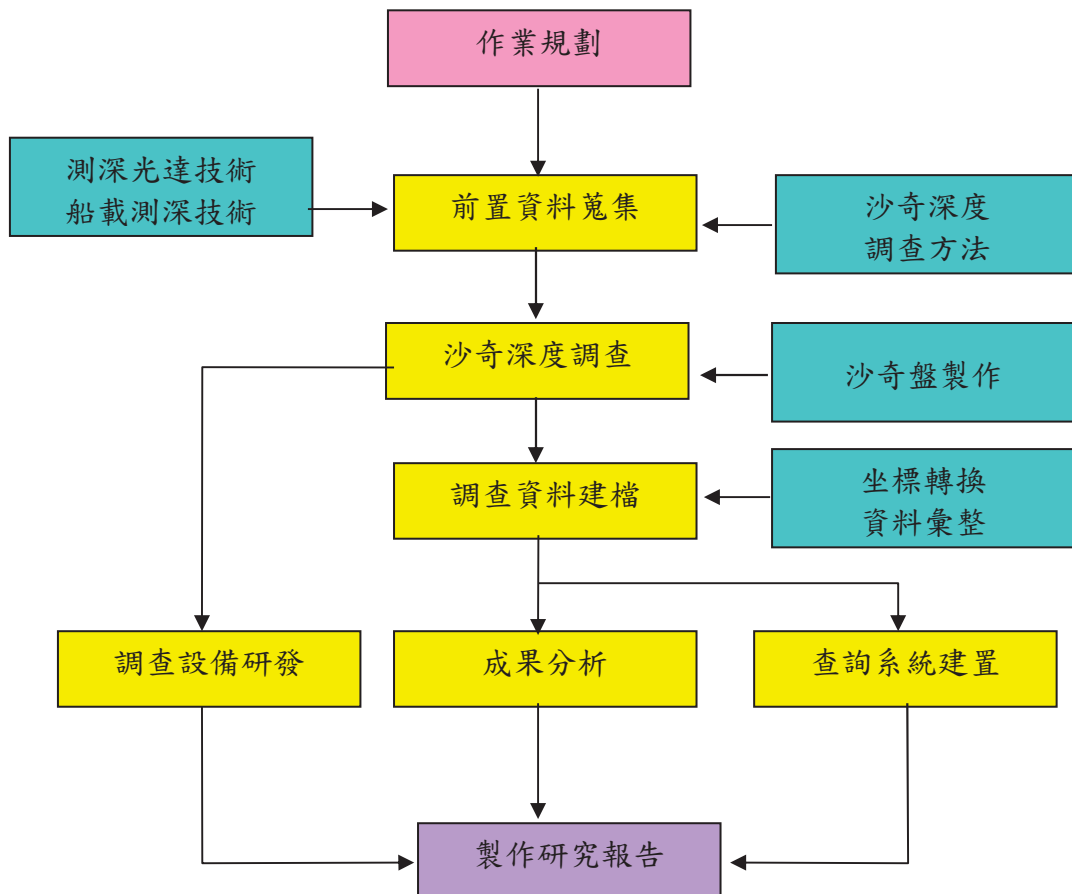 作業規劃
測深光達技術
船載測深技術
前置資料蒐集
沙奇深度
調查方法
沙奇深度調查
沙奇盤製作
調查資料建檔
坐標轉換
資料彙整
調查設備研發
成果分析
查詢系統建置
製作研究報告